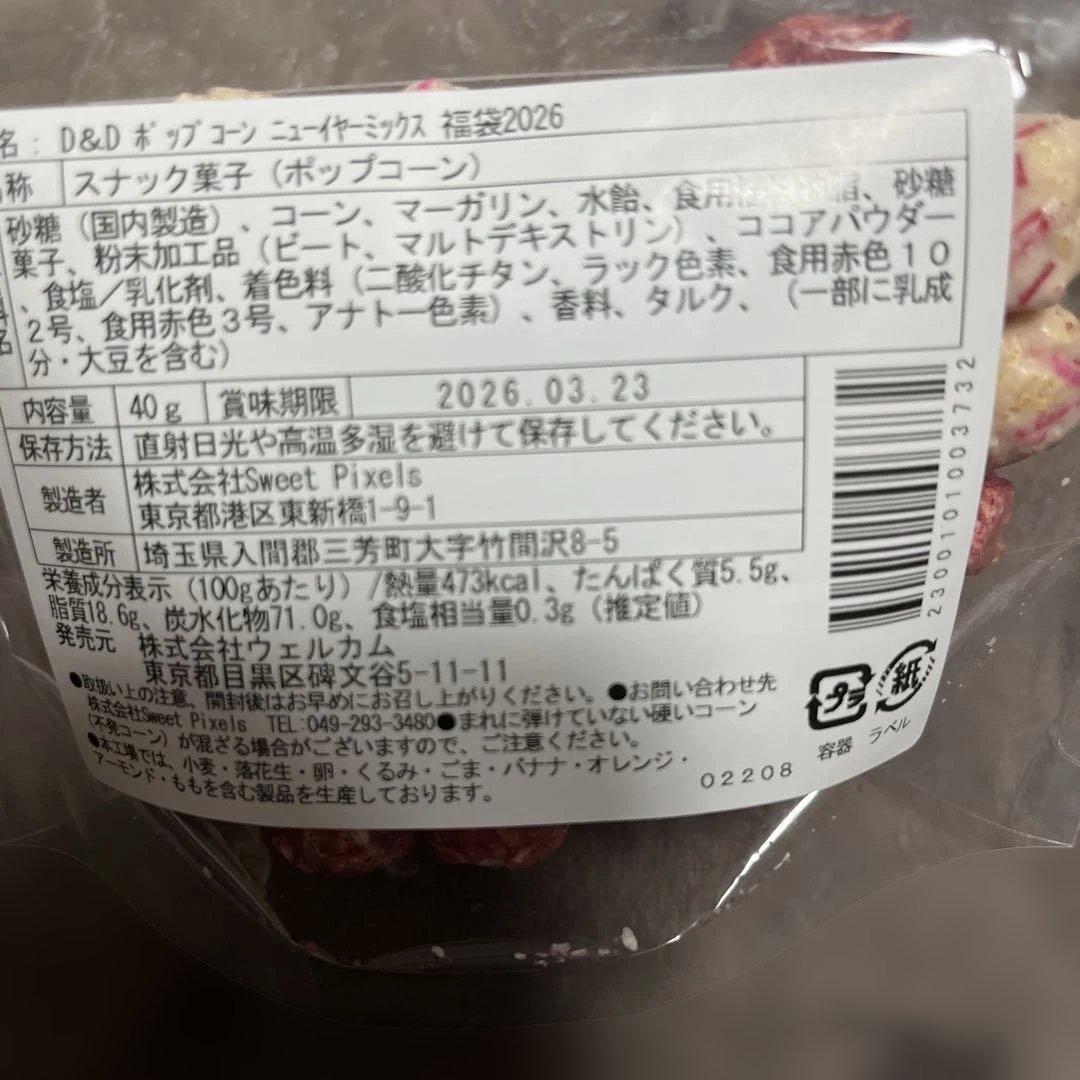 名: D&D ポップコーン ニューイヤーミックス 福袋2026
称 スナック菓子（ポップコーン）
砂糖（国内製造）、コーン、マーガリン、水飴、食用、砂糖
菓子、粉末加工品（ビート、マルトデキストリン）、ココアパウダー
、食塩／乳化剤、着色料（二酸化チタン、ラック色素、食用赤色１０
2号、食用赤色３号、アナトー色素）、香料、タルク、（一部に乳成
分・大豆を含む）
名
内容量 40g 賞味期限 2026.03.23
保存方法 直射日光や高温多湿を避けて保存してください。
製造者 株式会社Sweet Pixels
東京都港区東新橋1-9-1
製造所 埼玉県入間郡三芳町大字竹間沢8-5
栄養成分表示（100gあたり）/熱量473kcal、たんぱく質5.5g、
脂質18.6g、炭水化物71.0g、食塩相当量0.3g（推定値）
発売元 株式会社ウェルカム
東京都目黒区碑文谷5-11-11
●取扱い上の注意、開封後はお早めにお召し上がりください。●お問い合わせ先
株式会社Sweet Pixels TEL:049-293-3480●まれに弾けていない硬いコーン
（不発コーン）が混ざる場合がございますので、ご注意ください。
●本工場では、小麦・落花生・卵・くるみ・ごま・バナナ・オレンジ・
アーモンド・ももを含む製品を生産しております。
02208
2300101003732
プラ
容器
紙
ラベル